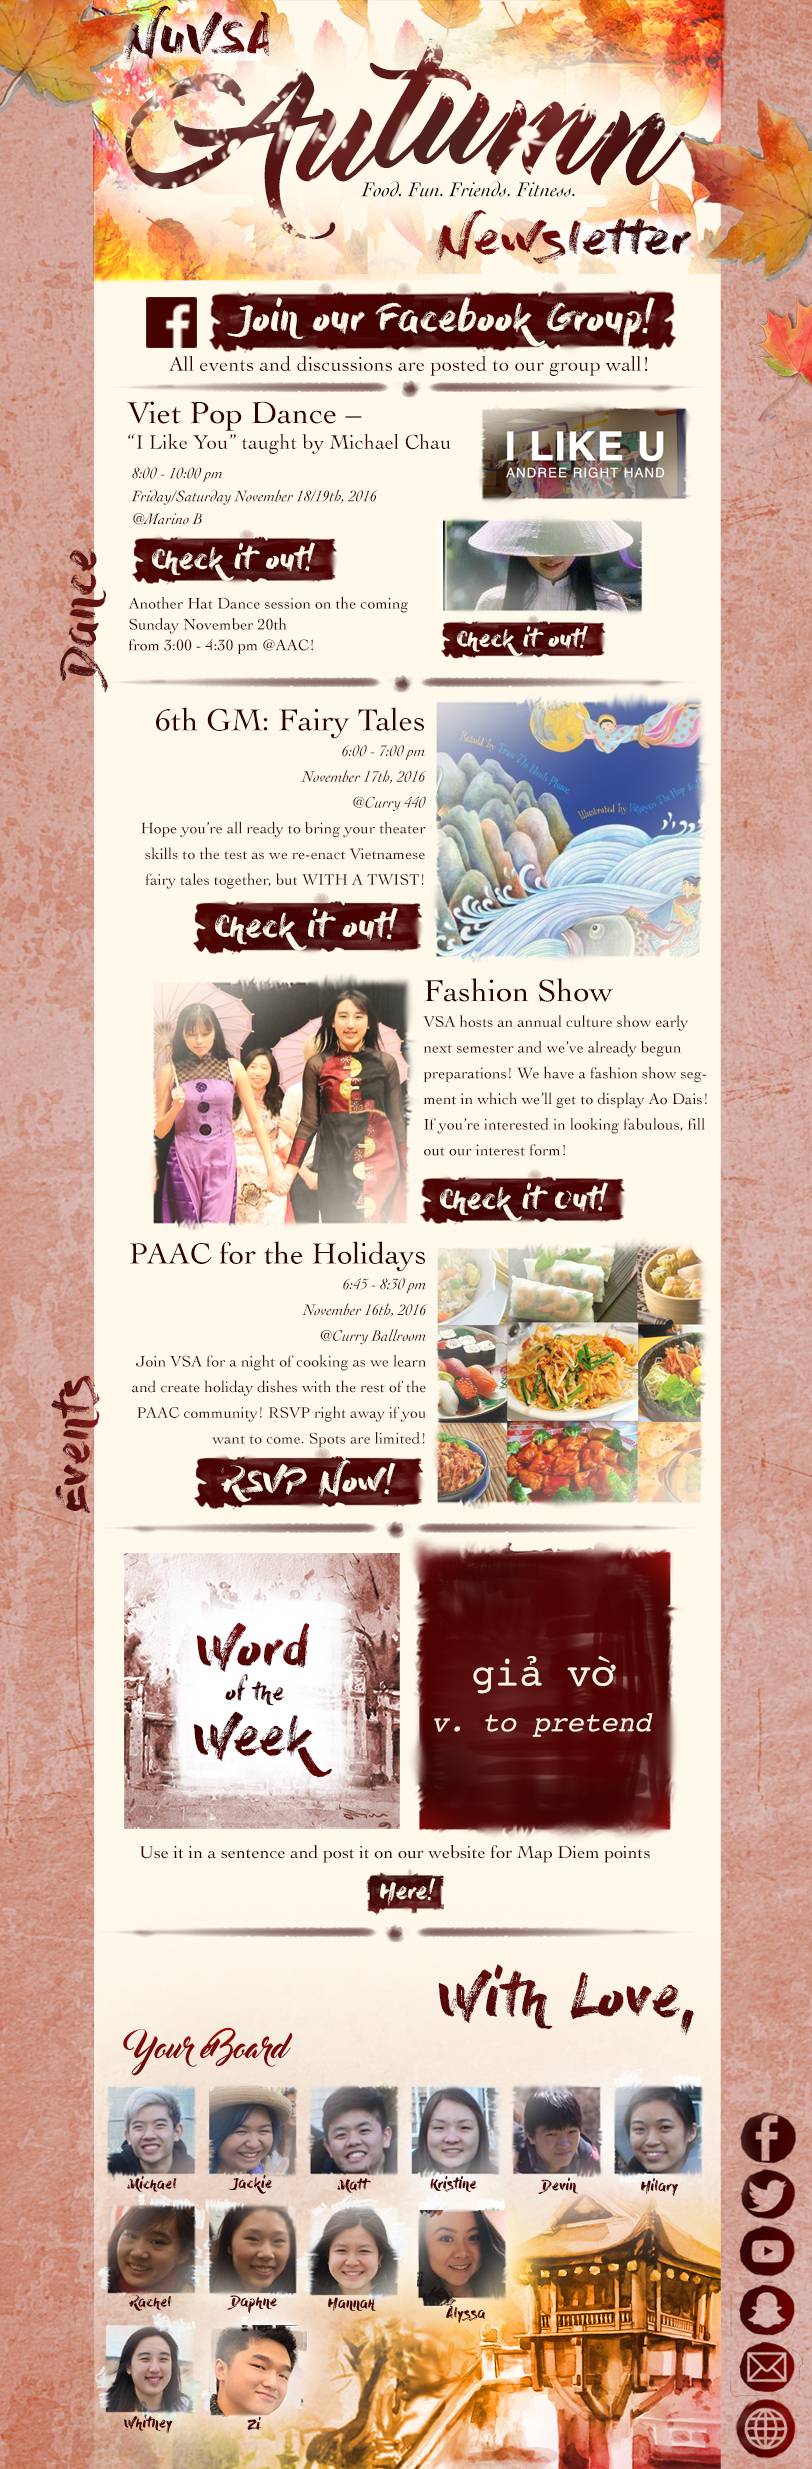 NuVSA
Autumn
Food. Fun. Friends. Fitness.
Newsletter
Join our Facebook Group!
All events and discussions are posted to our group wall!
Viet Pop Dance –
“I Like You” taught by Michael Chau
8:00 - 10:00 pm
Friday/Saturday November 18/19th, 2016
@Marino B
I LIKE U
ANDREE RIGHT HAND
Check it out!
Another Hat Dance session on the coming
Sunday November 20th
from 3:00 - 4:30 pm @AAC!
Check it out!
Dance
6th GM: Fairy Tales
6:00 - 7:00 pm
November 17th, 2016
@Curry 440
Hope you’re all ready to bring your theater
skills to the test as we re-enact Vietnamese
fairy tales together, but WITH A TWIST!
Check it out!
Retold by Tran Thi Minh Phuoc
Illustrated by Nguyen Thi Hop &
Fashion Show
VSA hosts an annual culture show early
next semester and we’ve already begun
preparations! We have a fashion show seg-
ment in which we’ll get to display Ao Dais!
If you’re interested in looking fabulous, fill
out our interest form!
Check it Out!
PAAC for the Holidays
6:45 - 8:30 pm
November 16th, 2016
@Curry Ballroom
Join VSA for a night of cooking as we learn
and create holiday dishes with the rest of the
PAAC community! RSVP right away if you
want to come. Spots are limited!
RSVP Now!
Events
Word
of the
Week
giả vờ
v. to pretend
Use it in a sentence and post it on our website for Map Diem points
Here!
With Love,
Your eBoard
Michael
Jackie
Matt
Kristine
Devin
Hilary
Rachel
Daphne
Hannah
Alyssa
Whitney
Zi